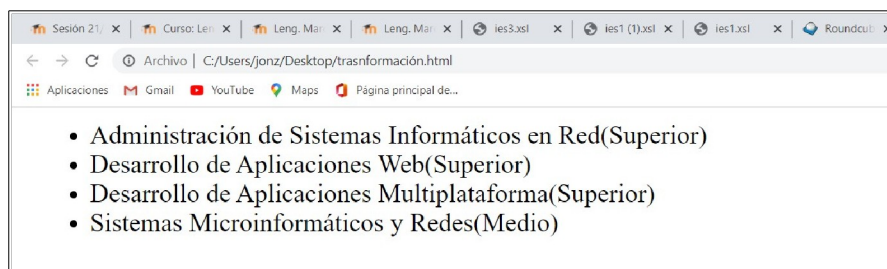 Sesión 21/
Curso: Len
Leng. Mar
Leng. Mar
ies3.xsl
ies1 (1).xsl
ies1.xsl
Roundcub
Archivo | C:/Users/jonz/Desktop/trasnformación.html
Aplicaciones Gmail YouTube Maps Página principal de...
Administración de Sistemas Informáticos en Red(Superior)
Desarrollo de Aplicaciones Web(Superior)
Desarrollo de Aplicaciones Multiplataforma(Superior)
Sistemas Microinformáticos y Redes(Medio)